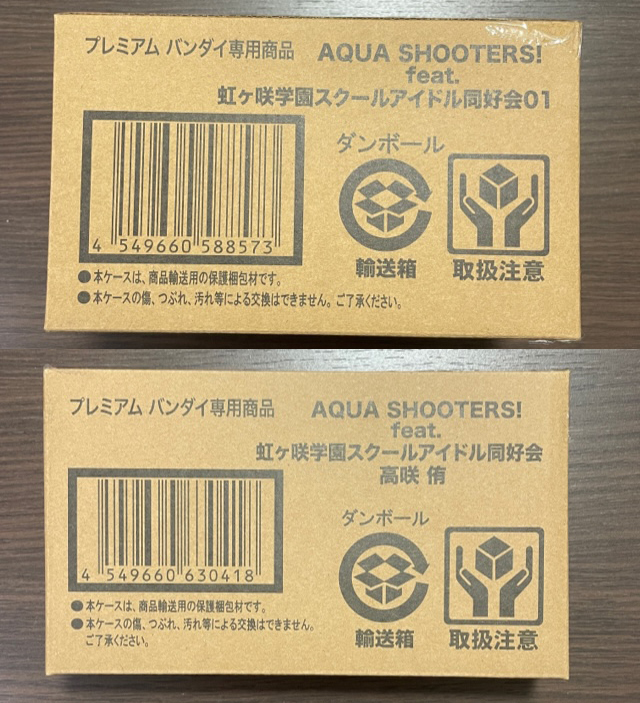 プレミアム バンダイ専用商品
AQUA SHOOTERS!
feat.
虹ヶ咲学園スクールアイドル同好会01
ダンボール
4 549660 588573
輸送箱
取扱注意
●本ケースは、商品輸送用の保護梱包材です。
●本ケースの傷、つぶれ、汚れ等による交換はできません。ご了承ください。
プレミアム バンダイ専用商品
AQUA SHOOTERS!
feat.
虹ヶ咲学園スクールアイドル同好会
高咲 侑
ダンボール
4 549660 630418
輸送箱
取扱注意
●本ケースは、商品輸送用の保護梱包材です。
●本ケースの傷、つぶれ、汚れ等による交換はできません。
ご了承ください。